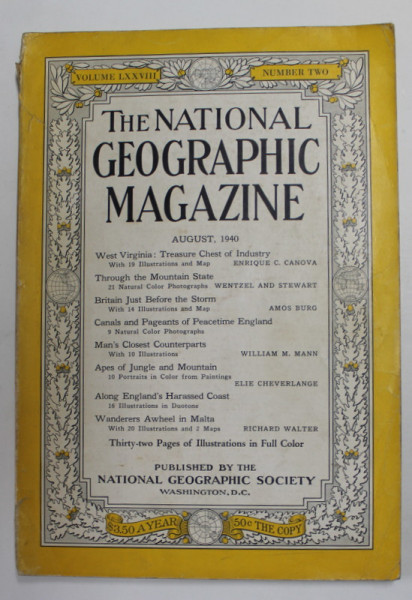 VOLUME LXXVIII NUMBER TWO
THE NATIONAL
GEOGRAPHIC
MAGAZINE
AUGUST, 1940
West Virginia: Treasure Chest of Industry
With 19 Illustrations and Map ENRIQUE C. CANOVA
Through the Mountain State
21 Natural Color Photographs WENTZEL AND STEWART
Britain Just Before the Storm
With 14 Illustrations and Map AMOS BURG
Canals and Pageants of Peacetime England
9 Natural Color Photographs
Man's Closest Counterparts
With 10 Illustrations WILLIAM M. MANN
Apes of Jungle and Mountain
10 Portraits in Color from Paintings
ELIE CHEVERLANGE
Along England's Harassed Coast
16 Illustrations in Duotone
Wanderers Awheel in Malta
With 20 Illustrations and 2 Maps RICHARD WALTER
Thirty-two Pages of Illustrations in Full Color
PUBLISHED BY THE
NATIONAL GEOGRAPHIC SOCIETY
WASHINGTON, D.C.
$3.50 A YEAR 50¢ THE COPY